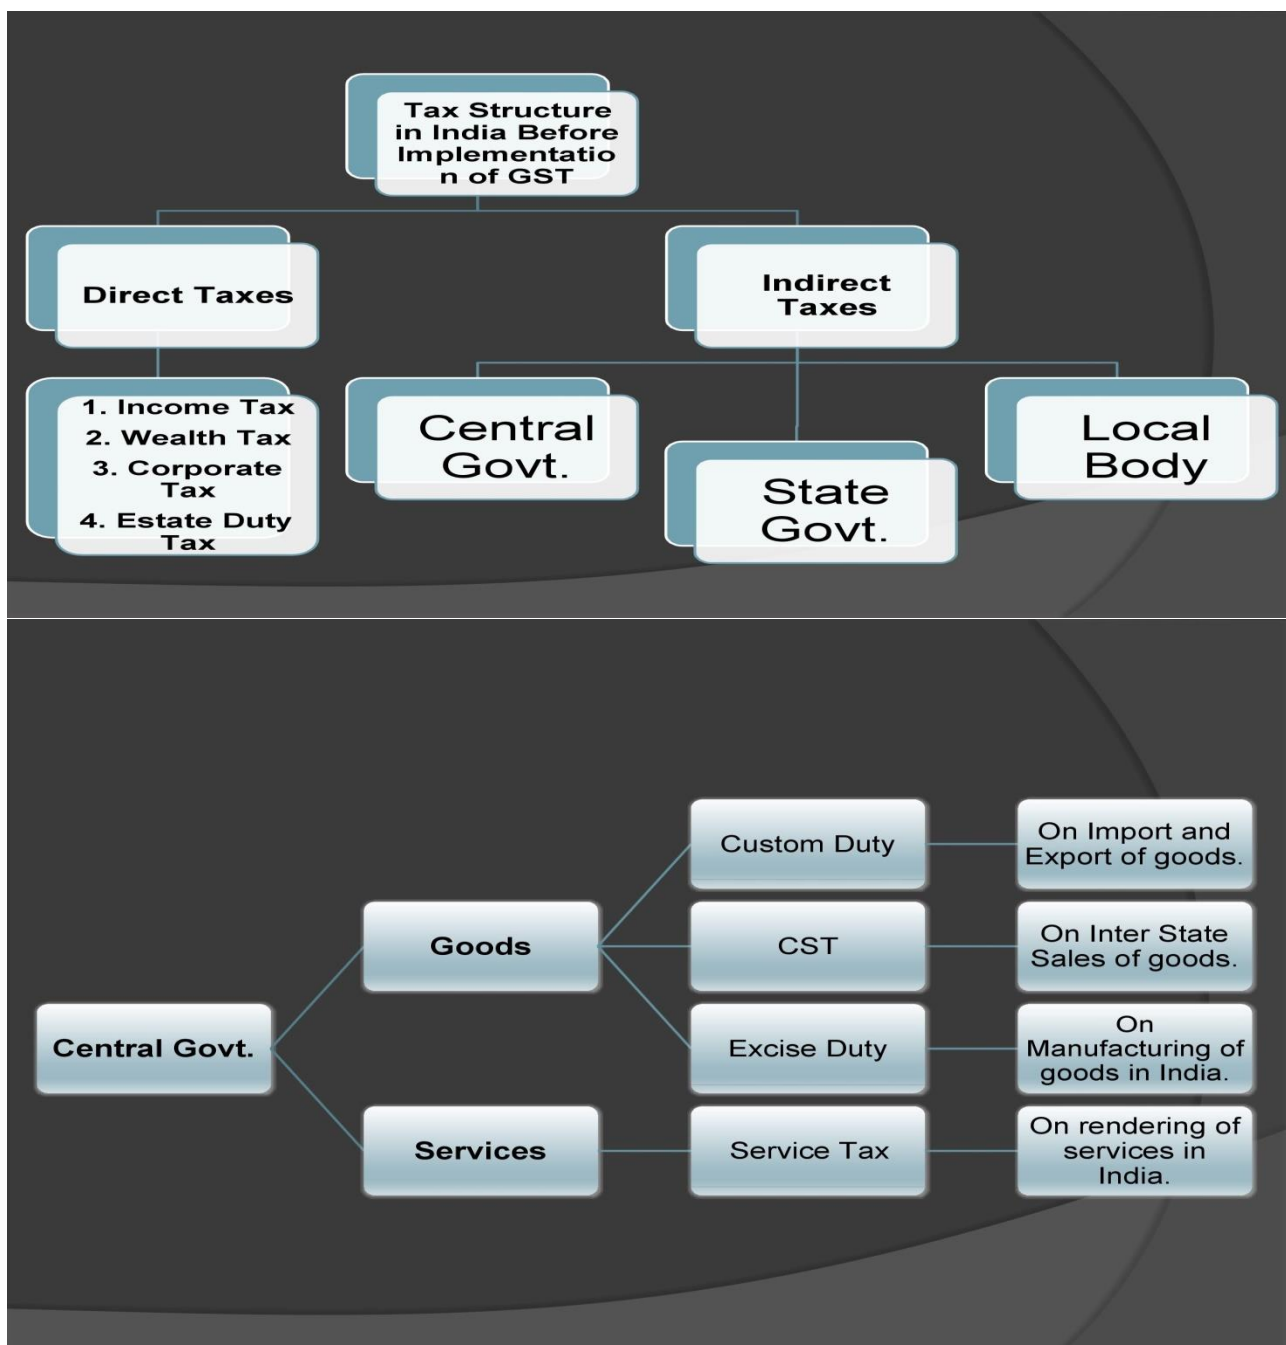 Tax Structure
in India Before
Implementatio
n of GST
Direct Taxes
Indirect
Taxes
1. Income Tax
2. Wealth Tax
3. Corporate
Tax
4. Estate Duty
Tax
Central
Govt.
State
Govt.
Local
Body
Central Govt.
Goods
Custom Duty
On Import and
Export of goods.
CST
On Inter State
Sales of goods.
Excise Duty
On
Manufacturing of
goods in India.
Services
Service Tax
On rendering of
services in
India.